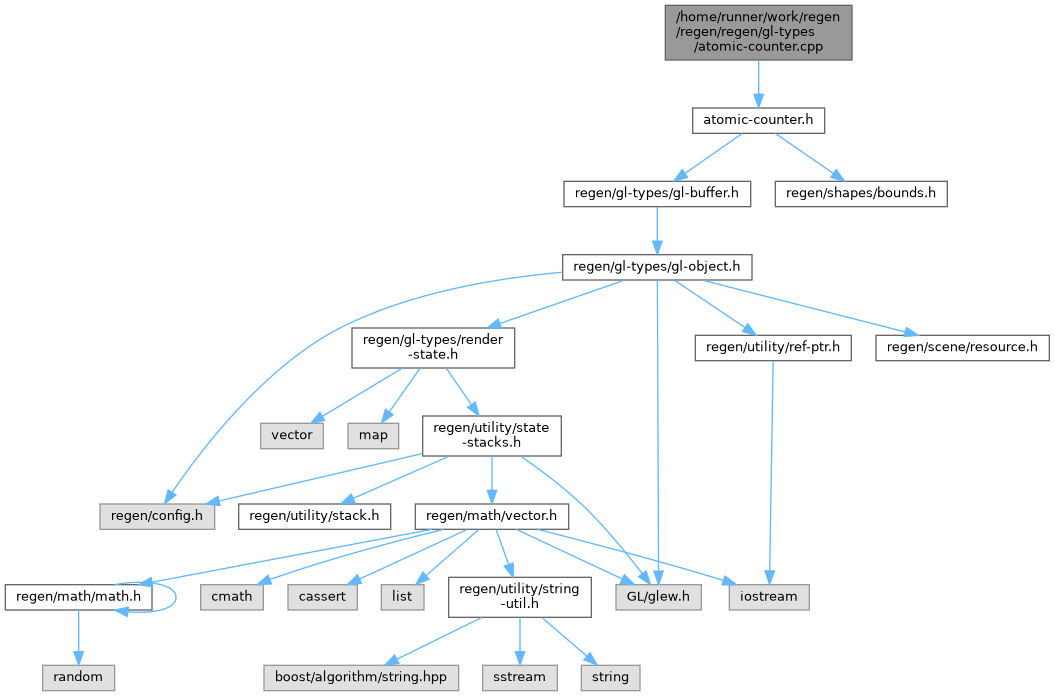 /home/runner/work/regen
/regen/regen/gl-types
/atomic-counter.cpp
atomic-counter.h
regen/gl-types/gl-buffer.h
regen/shapes/bounds.h
regen/gl-types/gl-object.h
regen/gl-types/render
-state.h
regen/utility/ref-ptr.h
regen/scene/resource.h
vector
map
regen/utility/state
-stacks.h
regen/config.h
regen/utility/stack.h
regen/math/vector.h
regen/math/math.h
cmath
cassert
list
regen/utility/string
-util.h
GL/glew.h
iostream
random
boost/algorithm/string.hpp
sstream
string